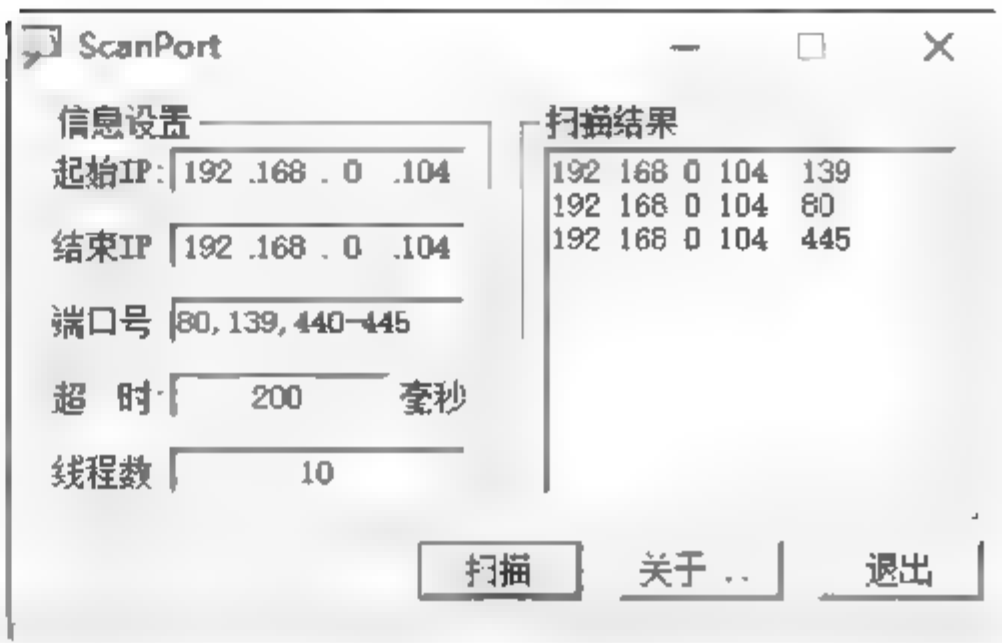 ScanPort
信息设置
起始IP: 192 .168 . 0 .104
结束IP 192 .168 . 0 .104
端口号 80,139,440-445
超 时: 200 毫秒
线程数 10
扫描结果
192 168 0 104 139
192 168 0 104 80
192 168 0 104 445
扫描 关于 .. 退出